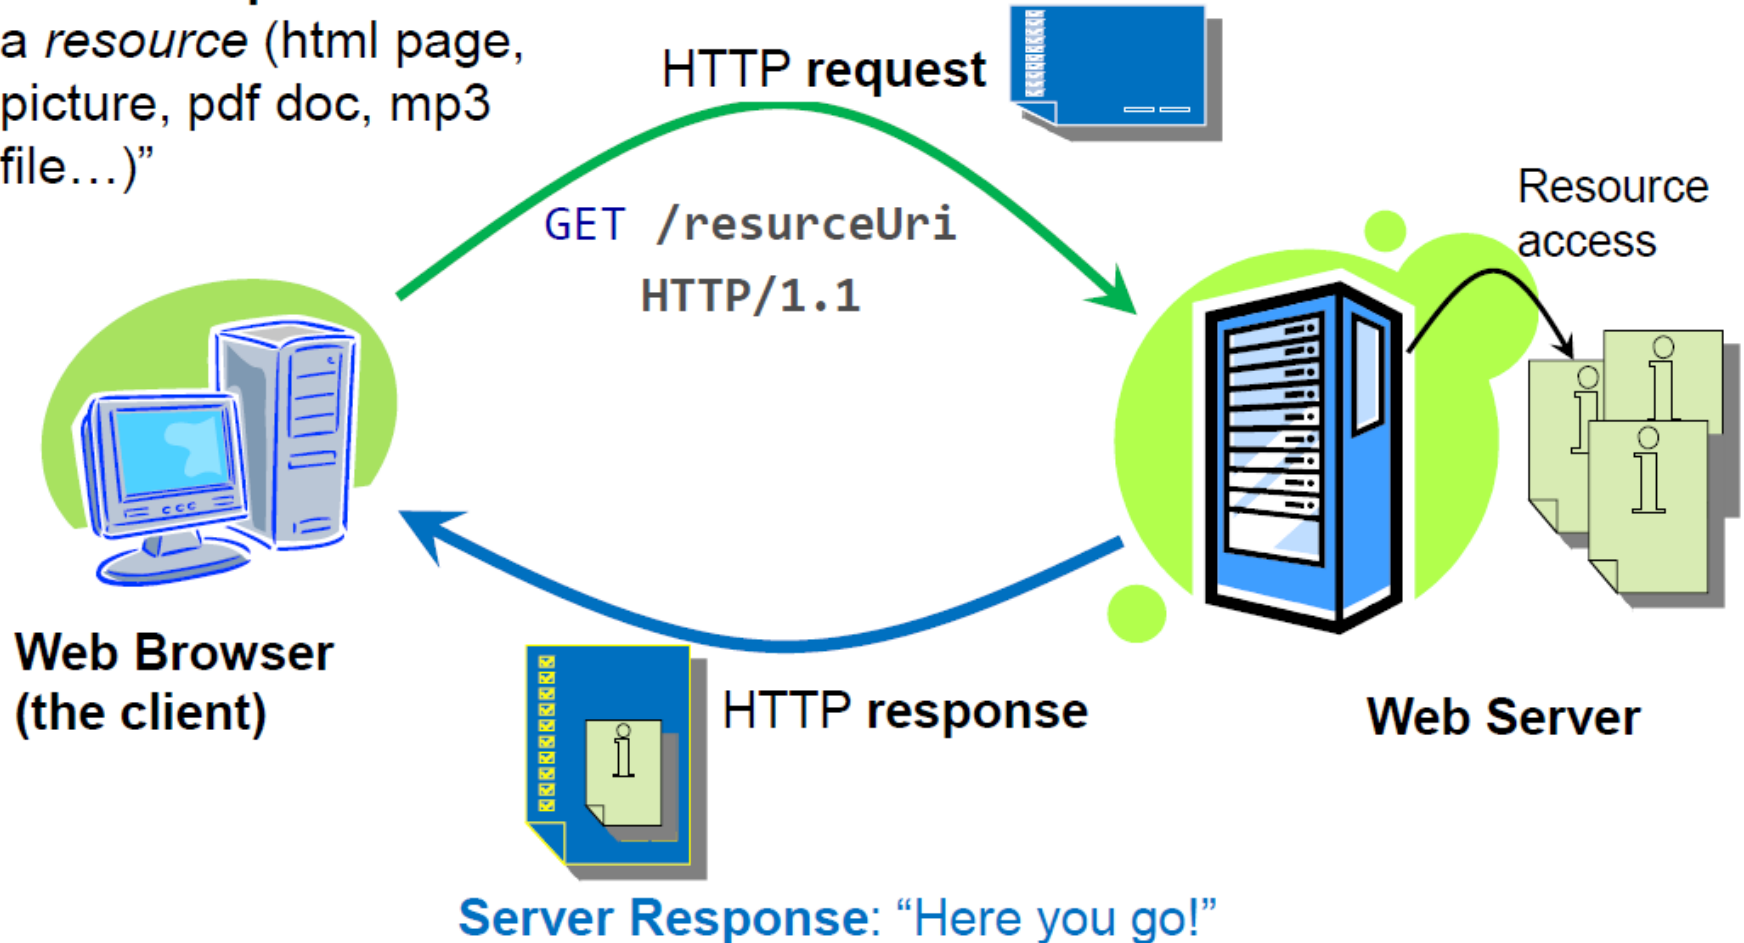 a resource (html page,
picture, pdf doc, mp3
file…)”
HTTP request
GET /resurceUri
HTTP/1.1
Resource
access
Web Browser
(the client)
HTTP response
Web Server
Server Response: “Here you go!”